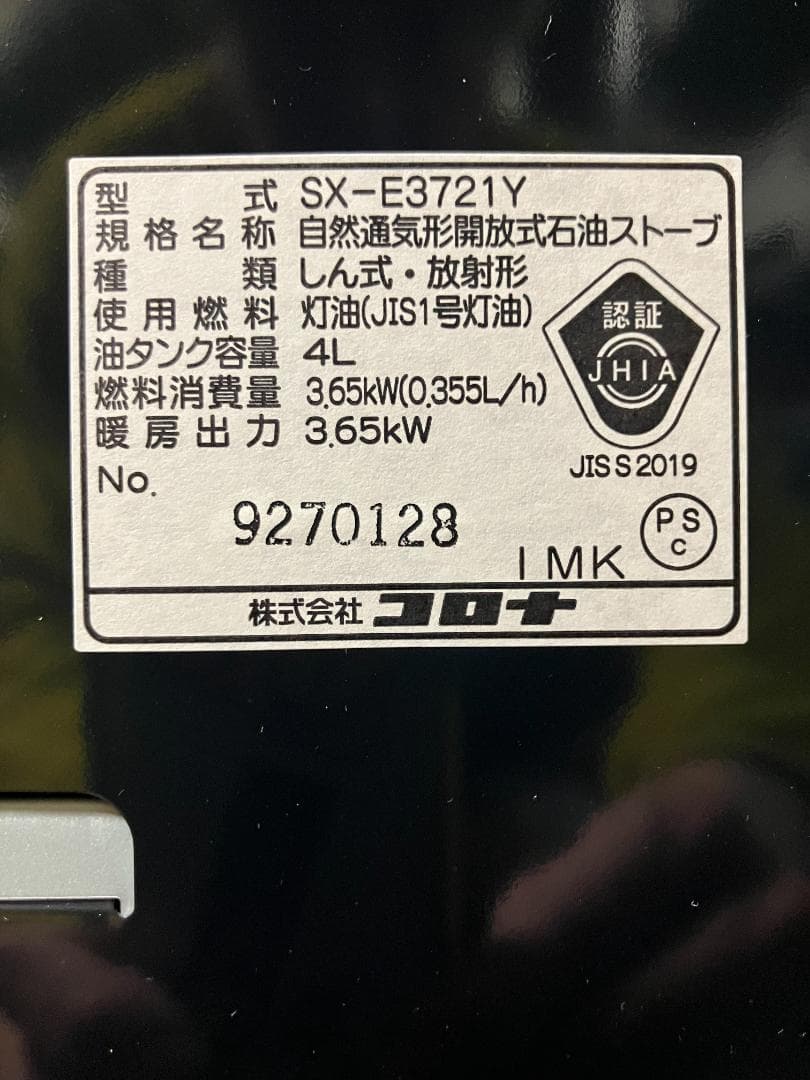 型式 SX-E3721Y
規格名称 自然通気形開放式石油ストーブ
種類 しん式・放射形
使用燃料 灯油(JIS1号灯油)
油タンク容量 4L
燃料消費量 3.65kW(0.355L/h)
暖房出力 3.65kW
認証
JHIA
JIS S 2019
No.
9270128
IMK
PS
C
株式会社コロナ